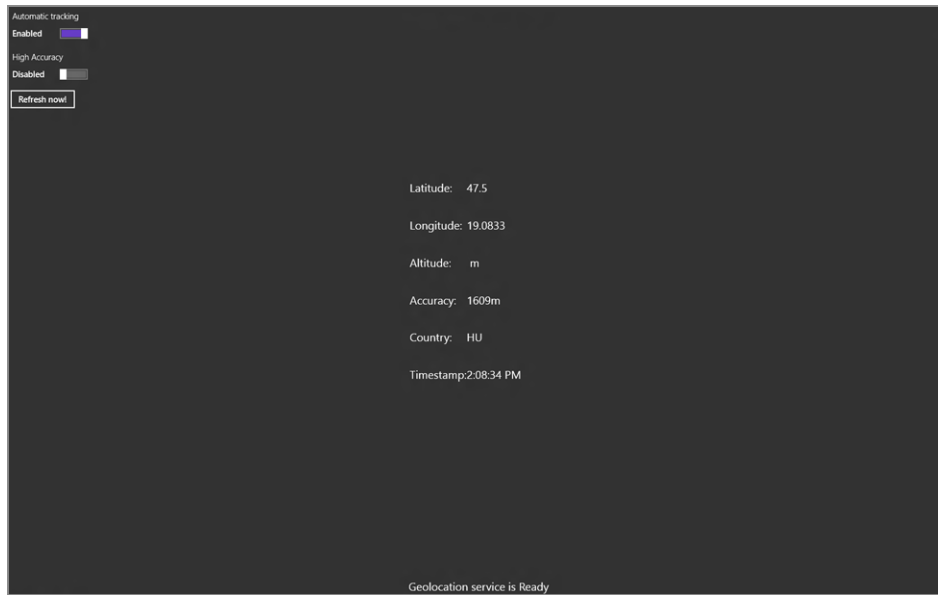 Automatic tracking
Enabled
High Accuracy
Disabled
Refresh now!
Latitude: 47.5
Longitude: 19.0833
Altitude: m
Accuracy: 1609m
Country: HU
Timestamp:2:08:34 PM
Geolocation service is Ready